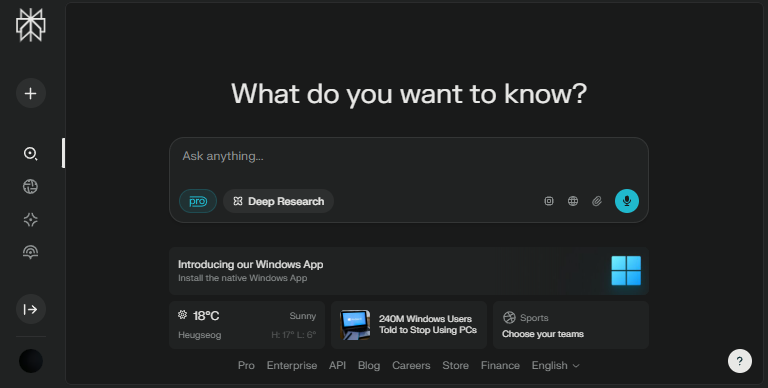 What do you want to know?
Ask anything...
pro
Deep Research
Introducing our Windows App
Install the native Windows App
18°C
Sunny
Heugseog
H: 17° L: 6°
240M Windows Users
Told to Stop Using PCs
Sports
Choose your teams
Pro Enterprise API Blog Careers Store Finance English
?